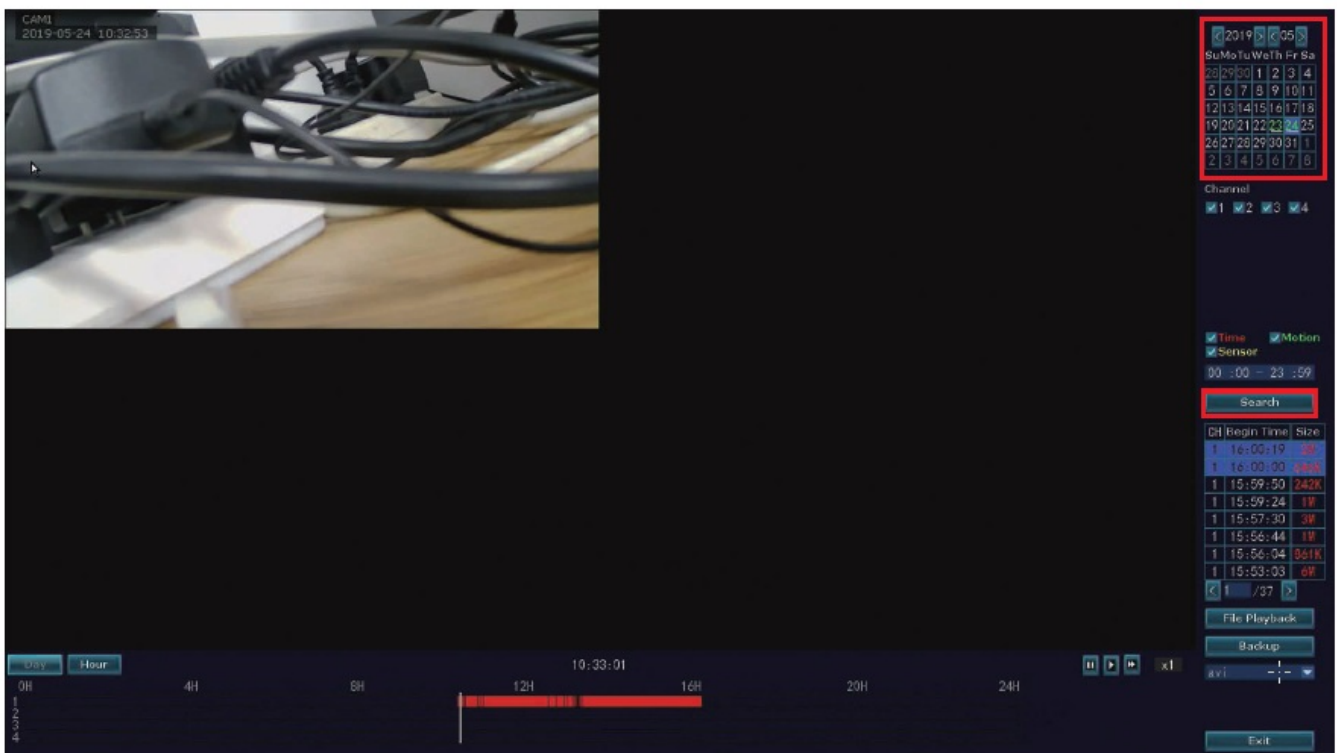 CAM1
2019-05-24 10:32:53
< 2019 > < 05 >
Su Mo Tu We Th Fr Sa
28 29 30 1 2 3 4
5 6 7 8 9 10 11
12 13 14 15 16 17 18
19 20 21 22 23 24 25
26 27 28 29 30 31 1
2 3 4 5 6 7 8
Channel
1 2 3 4
Time Motion
Sensor
00 :00 - 23 :59
Search
CH Begin Time Size
1 16:00:19
1 16:00:00
1 15:59:50 242K
1 15:59:24 1M
1 15:57:30 3M
1 15:56:44 1M
1 15:56:04 861K
1 15:53:03 6M
< 1 /37 >
File Playback
Backup
avi
Exit
Day Hour 10:33:01 x1
0H 4H 8H 12H 16H 20H 24H
1
2
3
4